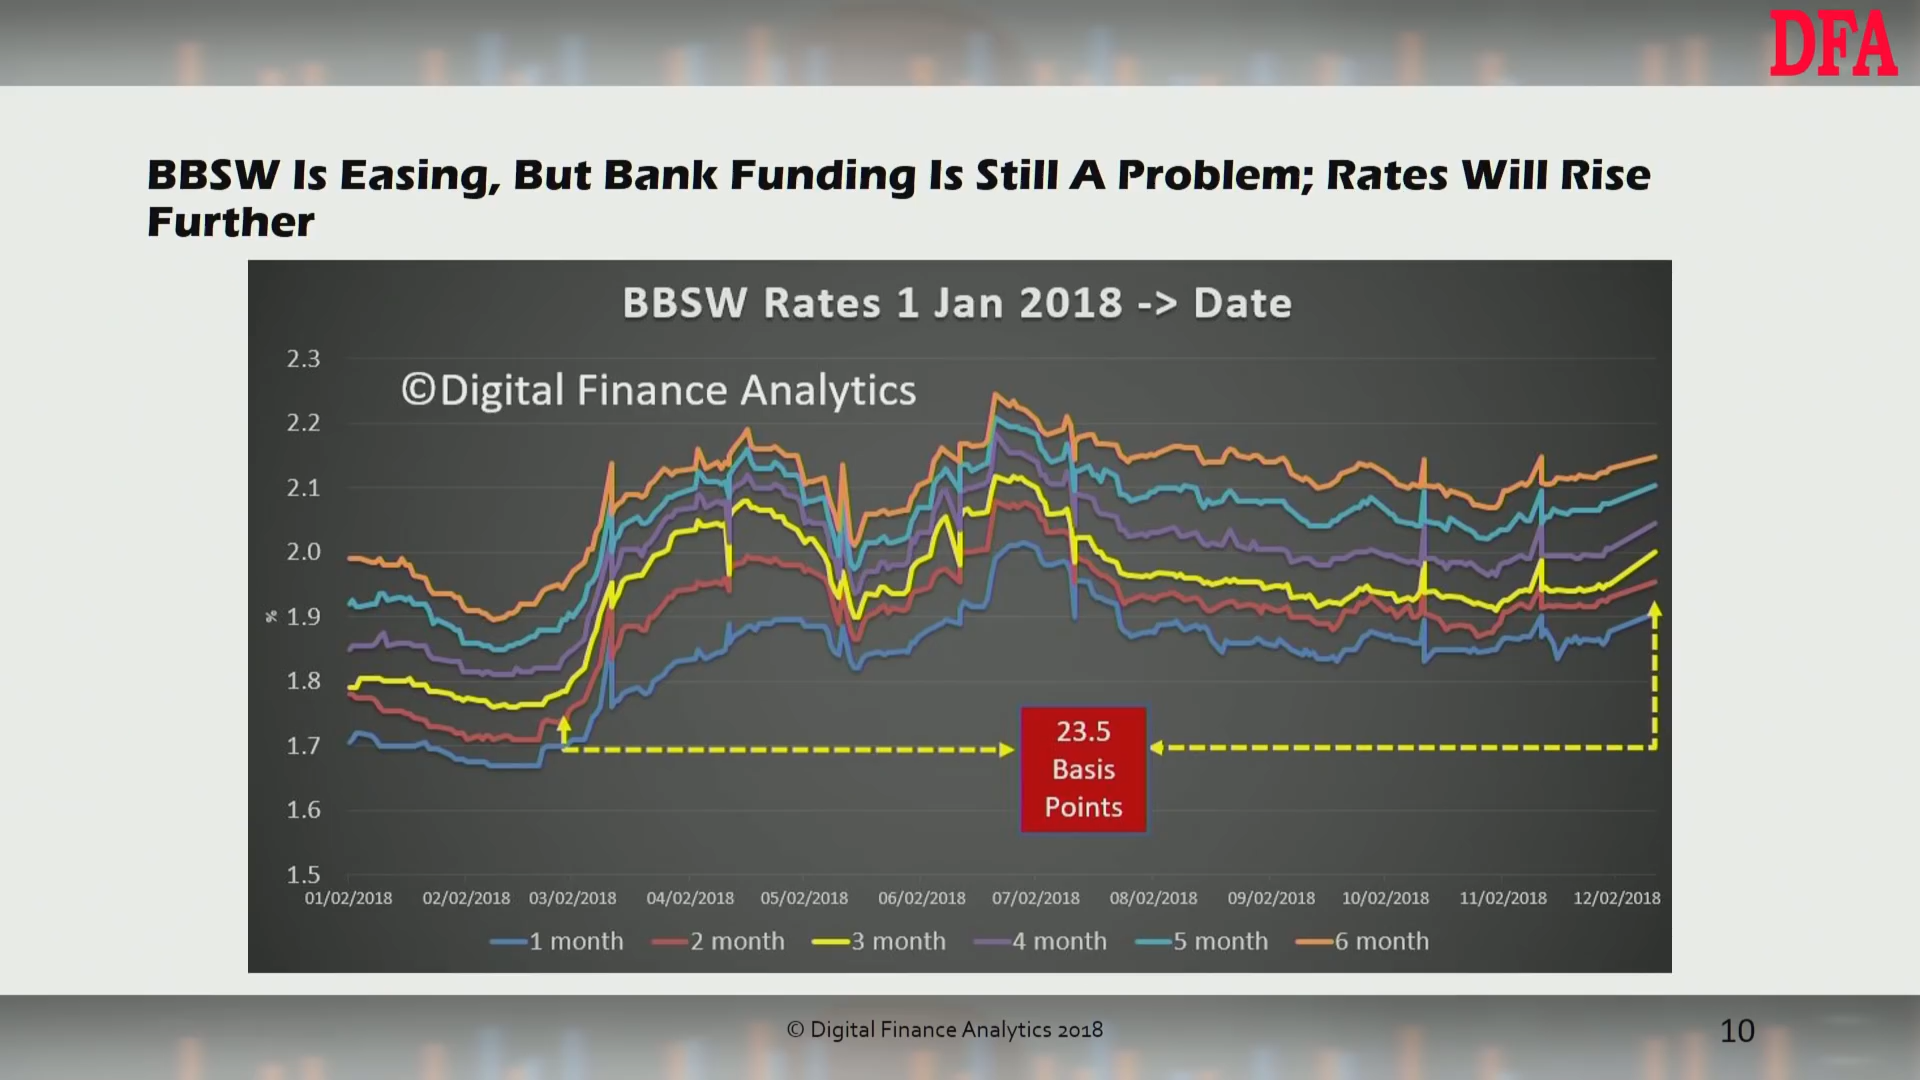 DFA
BBSW Is Easing, But Bank Funding Is Still A Problem; Rates Will Rise
Further
BBSW Rates 1 Jan 2018 -> Date
©Digital Finance Analytics
2.3
2.2
2.1
2.0
1.9
1.8
1.7
1.6
1.5
%
23.5
Basis
Points
01/02/2018 02/02/2018 03/02/2018 04/02/2018 05/02/2018 06/02/2018 07/02/2018 08/02/2018 09/02/2018 10/02/2018 11/02/2018 12/02/2018
1 month 2 month 3 month 4 month 5 month 6 month
© Digital Finance Analytics 2018
10